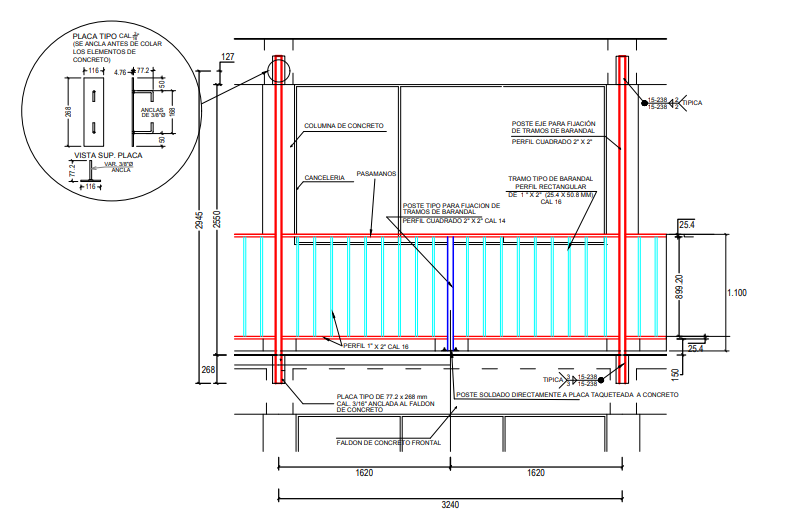 PLACA TIPO CAL. 3/16"
(SE ANCLA ANTES DE COLAR
LOS ELEMENTOS DE
CONCRETO)
116
4.76
77.2
50
268
ANCLAS
DE 3/8"Ø
168
50
VISTA SUP. PLACA
77.2
VAR. 3/8"Ø
ANCLA
116
127
2945
2550
268
COLUMNA DE CONCRETO
CANCELERIA
PASAMANOS
POSTE TIPO PARA FIJACION DE
TRAMOS DE BARANDAL
PERFIL CUADRADO 2" X 2" CAL 14
POSTE EJE PARA FIJACIÓN
DE TRAMOS DE BARANDAL
PERFIL CUADRADO 2" X 2"
TRAMO TIPO DE BARANDAL
PERFIL RECTANGULAR
DE 1 " X 2" (25.4 X 50.8 MM)
CAL 16
15-238
15-238
2
2
TIPICA
25.4
899.20
1.100
25.4
150
PERFIL 1" X 2" CAL 16
TIPICA
3
3
15-238
15-238
PLACA TIPO DE 77.2 x 268 mm
CAL. 3/16" ANCLADA AL FALDON
DE CONCRETO
POSTE SOLDADO DIRECTAMENTE A PLACA TAQUETEADA A CONCRETO
FALDON DE CONCRETO FRONTAL
1620
1620
3240